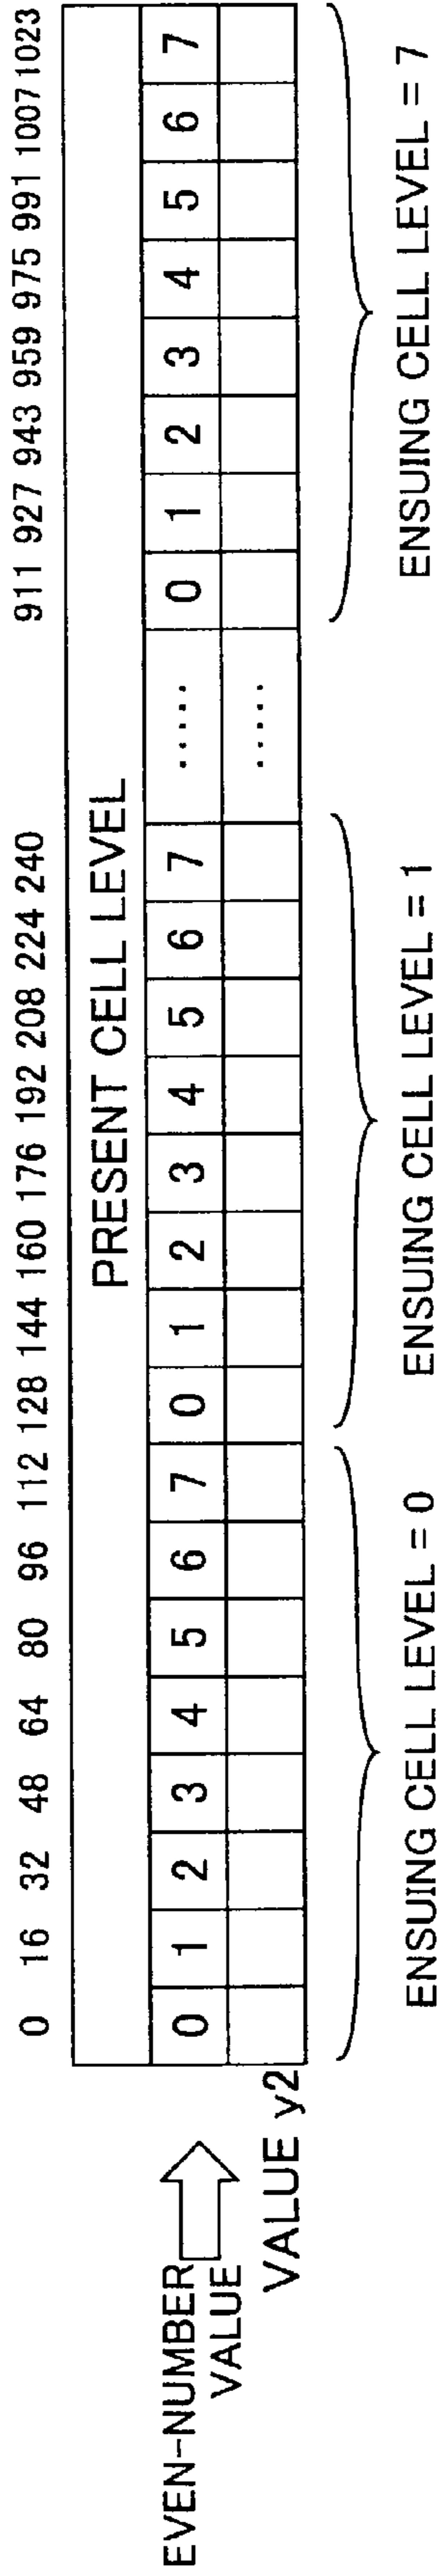 0 16 32 48 64 80 96 112 128 144 160 176 192 208 224 240 911 927 943 959 975 991 1007 1023
PRESENT CELL LEVEL
EVEN-NUMBER
VALUE
0 1 2 3 4 5 6 7 0 1 2 3 4 5 6 7 ..... 0 1 2 3 4 5 6 7
VALUE y2 .....
ENSUING CELL LEVEL = 0 ENSUING CELL LEVEL = 1 ENSUING CELL LEVEL = 7